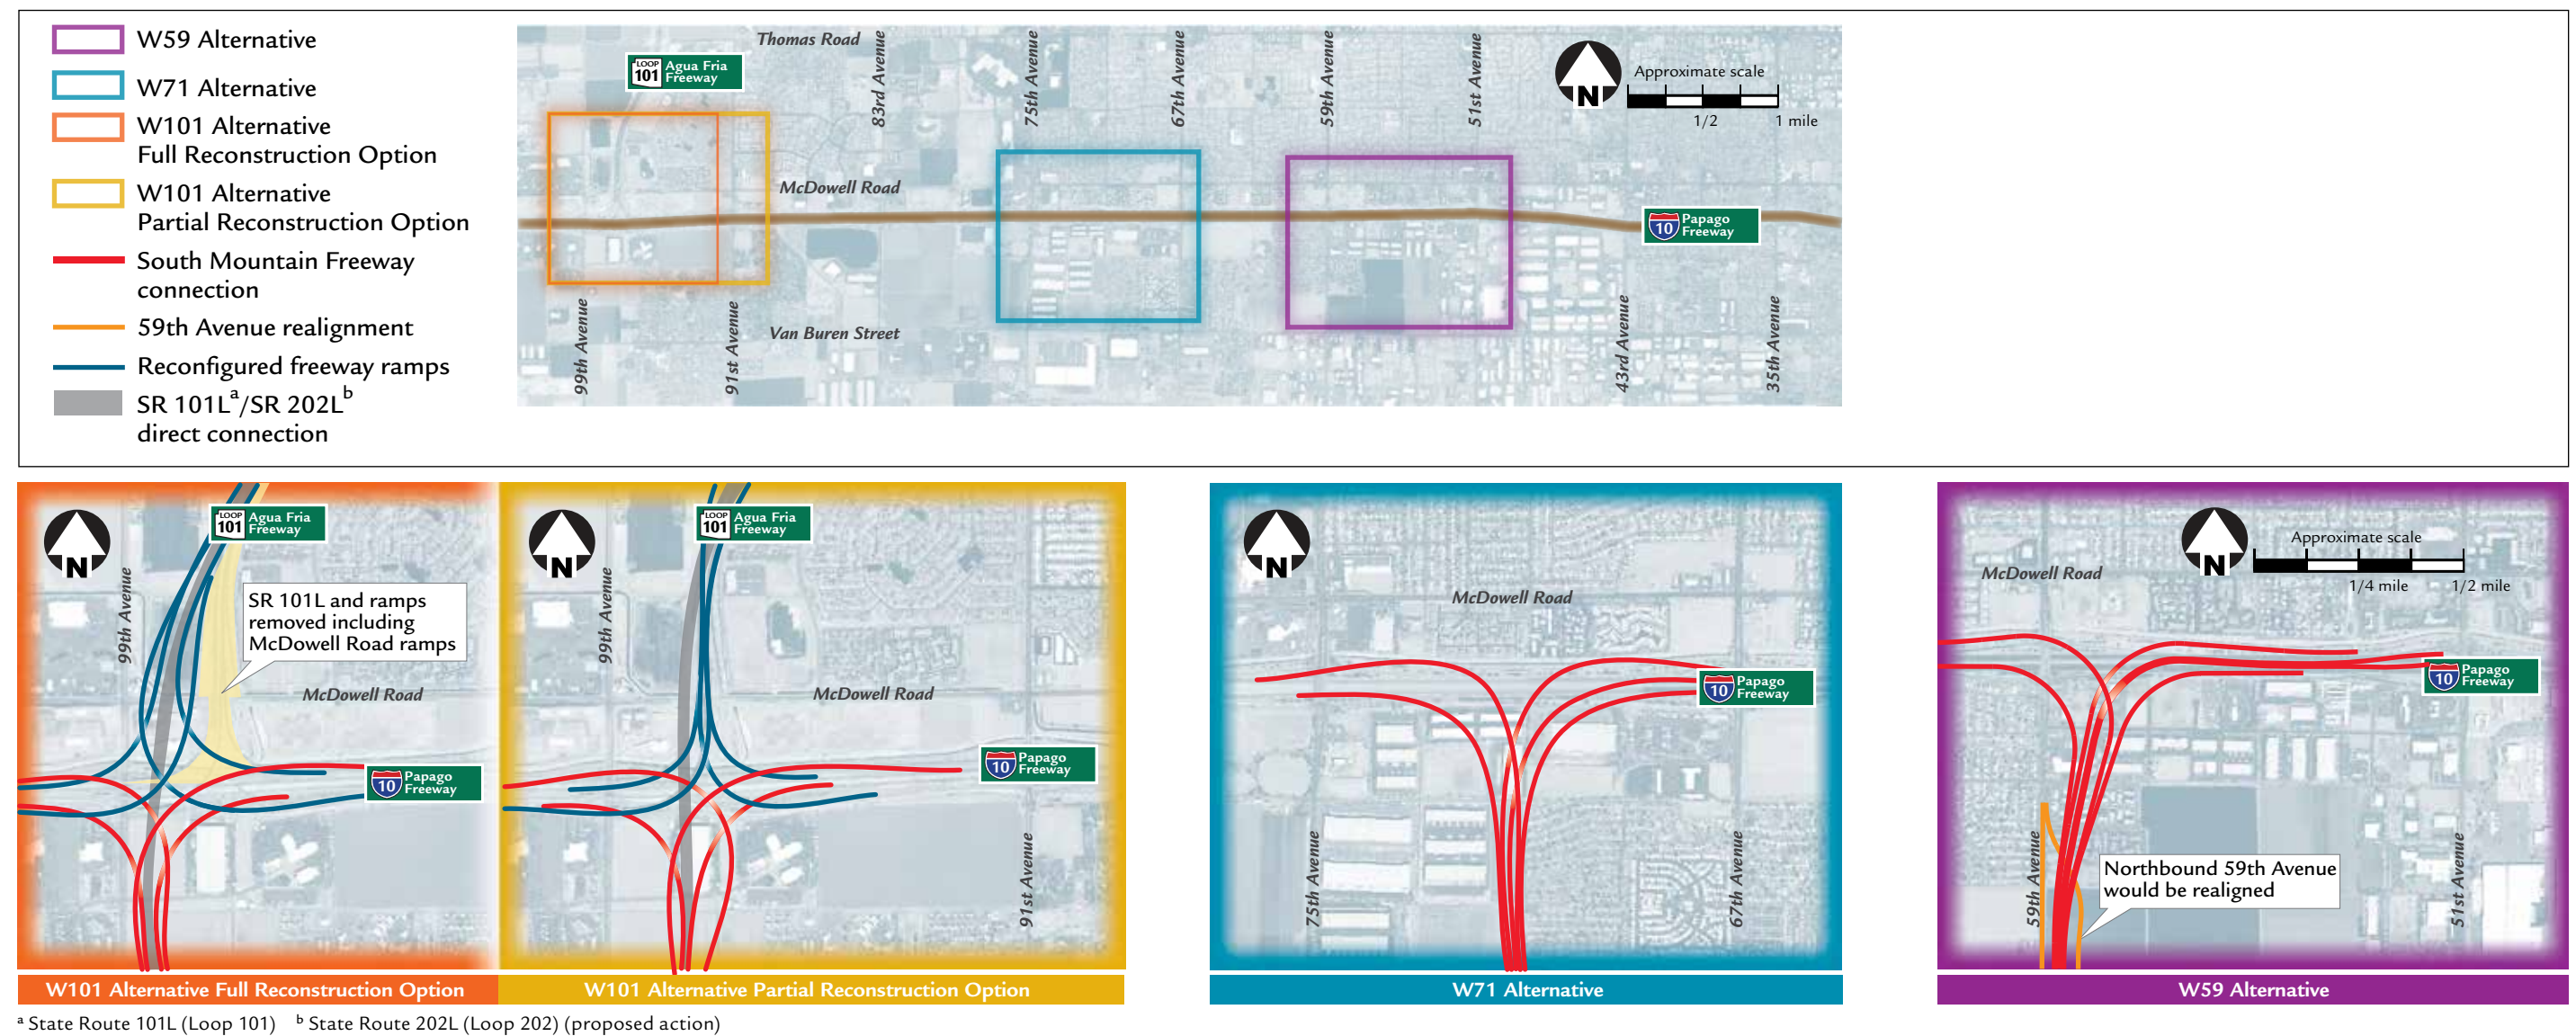 W59 Alternative
W71 Alternative
W101 Alternative
Full Reconstruction Option
W101 Alternative
Partial Reconstruction Option
South Mountain Freeway
connection
59th Avenue realignment
Reconfigured freeway ramps
SR 101Lᵃ/SR 202Lᵇ
direct connection
Thomas Road
LOOP
101
Agua Fria
Freeway
83rd Avenue
75th Avenue
67th Avenue
59th Avenue
51st Avenue
N
Approximate scale
1/2
1 mile
McDowell Road
10
Papago
Freeway
99th Avenue
91st Avenue
Van Buren Street
43rd Avenue
35th Avenue
N
LOOP
101
Agua Fria
Freeway
99th Avenue
SR 101L and ramps
removed including
McDowell Road ramps
McDowell Road
10
Papago
Freeway
W101 Alternative Full Reconstruction Option
N
LOOP
101
Agua Fria
Freeway
99th Avenue
McDowell Road
10
Papago
Freeway
91st Avenue
W101 Alternative Partial Reconstruction Option
N
McDowell Road
10
Papago
Freeway
75th Avenue
67th Avenue
W71 Alternative
McDowell Road
N
Approximate scale
1/4 mile
1/2 mile
10
Papago
Freeway
59th Avenue
Northbound 59th Avenue
would be realigned
51st Avenue
W59 Alternative
ᵃ State Route 101L (Loop 101) ᵇ State Route 202L (Loop 202) (proposed action)